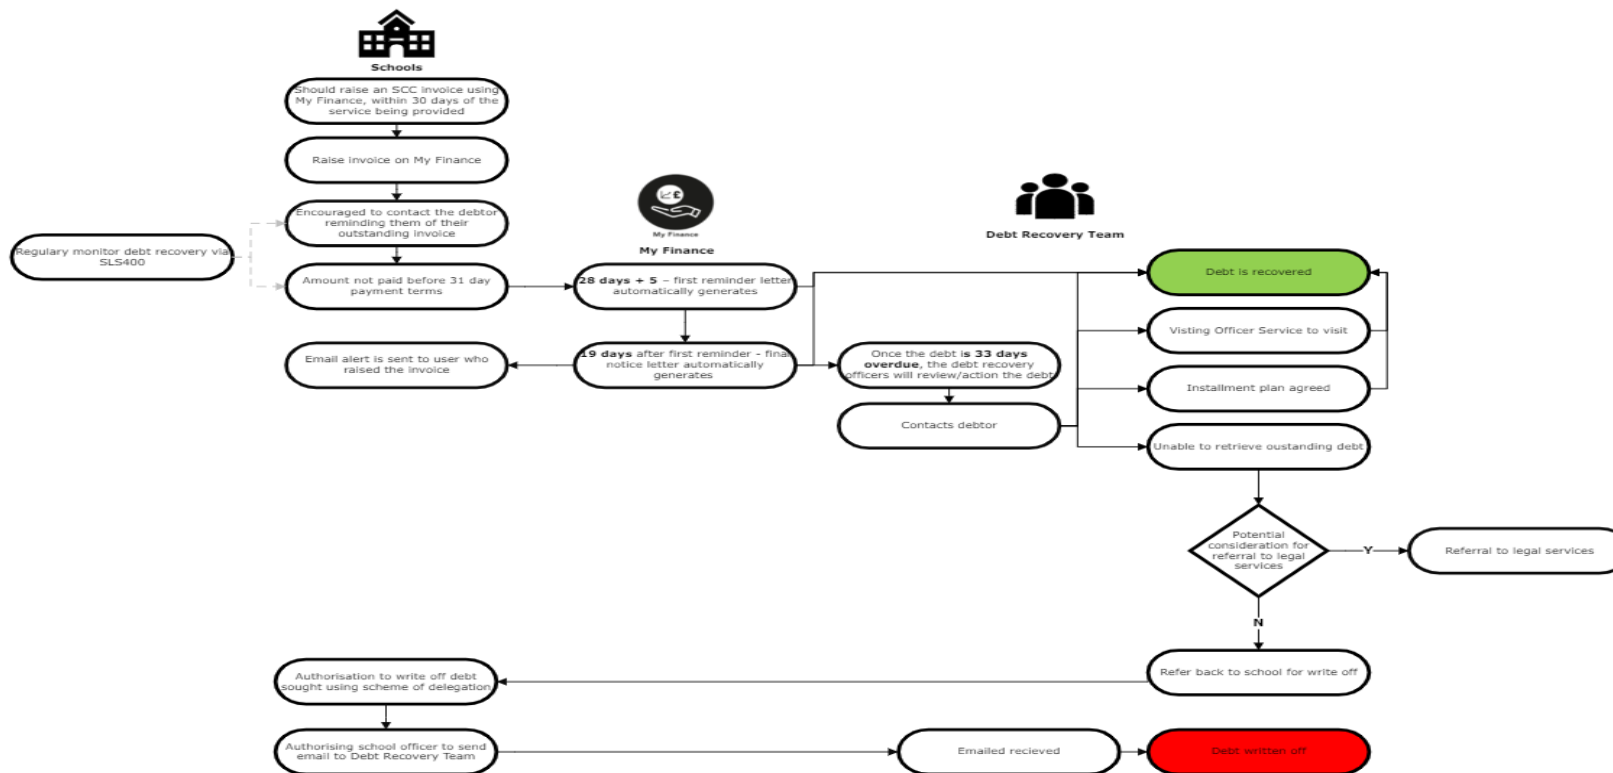 Schools
Should raise an SCC invoice using
My Finance, within 30 days of the
service being provided
Raise invoice on My Finance
Encouraged to contact the debtor
reminding them of their
outstanding invoice
Regulary monitor debt recovery via
SLS400
Amount not paid before 31 day
payment terms
Email alert is sent to user who
raised the invoice
My Finance
My Finance
28 days + 5 – first reminder letter
automatically generates
19 days after first reminder - final
notice letter automatically
generates
Debt Recovery Team
Once the debt is 33 days
overdue, the debt recovery
officers will review/action the debt
Contacts debtor
Debt is recovered
Visting Officer Service to visit
Installment plan agreed
Unable to retrieve oustanding debt
Potential
consideration for
referral to legal
services
Y
Referral to legal services
N
Refer back to school for write off
Authorisation to write off debt
sought using scheme of delegation
Authorising school officer to send
email to Debt Recovery Team
Emailed recieved
Debt written off